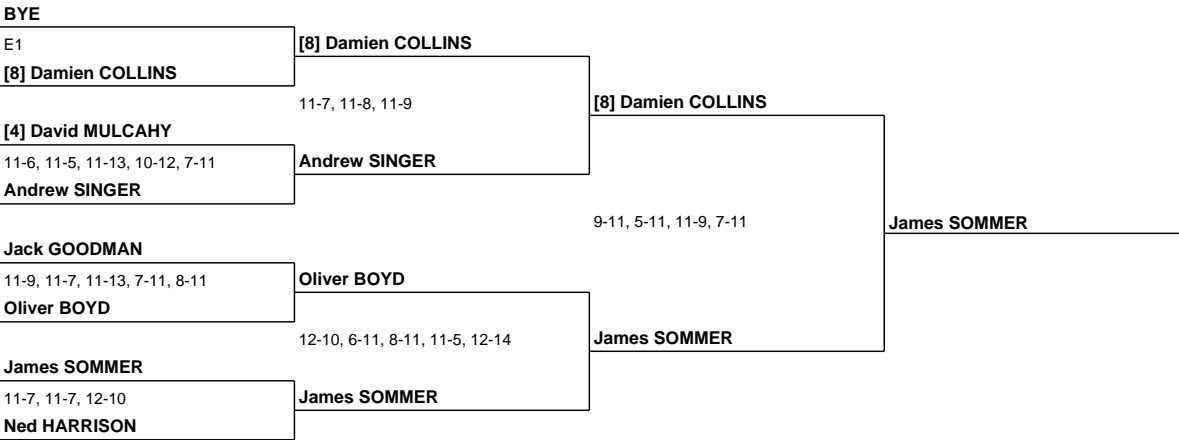 BYE
E1
[8] Damien COLLINS
[8] Damien COLLINS
11-7, 11-8, 11-9
[8] Damien COLLINS
[4] David MULCAHY
11-6, 11-5, 11-13, 10-12, 7-11
Andrew SINGER
Andrew SINGER
9-11, 5-11, 11-9, 7-11
James SOMMER
Jack GOODMAN
11-9, 11-7, 11-13, 7-11, 8-11
Oliver BOYD
Oliver BOYD
12-10, 6-11, 8-11, 11-5, 12-14
James SOMMER
James SOMMER
11-7, 11-7, 12-10
James SOMMER
Ned HARRISON